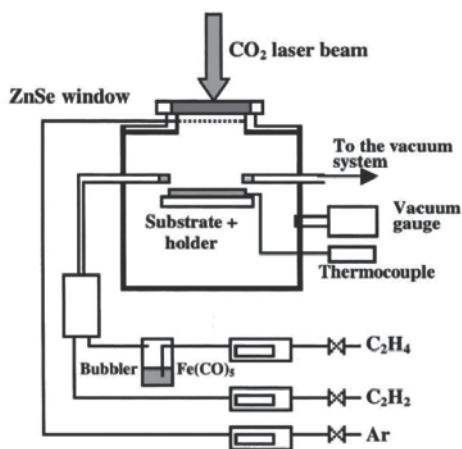 CO₂ laser beam
ZnSe window
To the vacuum
system
Substrate +
holder
Vacuum
gauge
Thermocouple
C₂H₄
Bubbler
Fe(CO)₅
C₂H₂
Ar